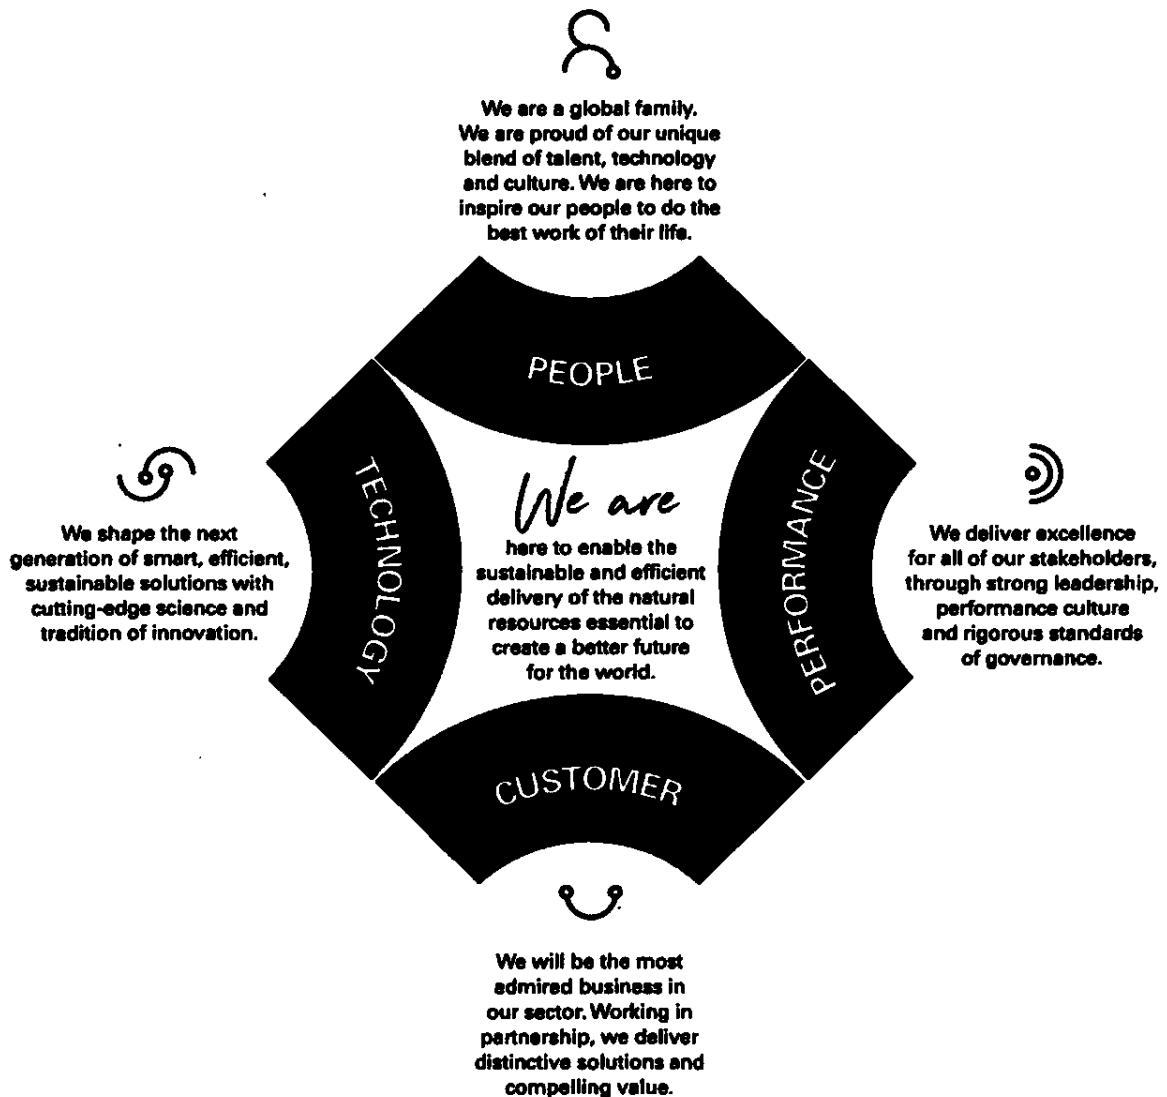 We are a global family.
We are proud of our unique
blend of talent, technology
and culture. We are here to
inspire our people to do the
best work of their life.
PEOPLE
TECHNOLOGY
We shape the next
generation of smart, efficient,
sustainable solutions with
cutting-edge science and
tradition of innovation.
We are
here to enable the
sustainable and efficient
delivery of the natural
resources essential to
create a better future
for the world.
PERFORMANCE
We deliver excellence
for all of our stakeholders,
through strong leadership,
performance culture
and rigorous standards
of governance.
CUSTOMER
We will be the most
admired business in
our sector. Working in
partnership, we deliver
distinctive solutions and
compelling value.